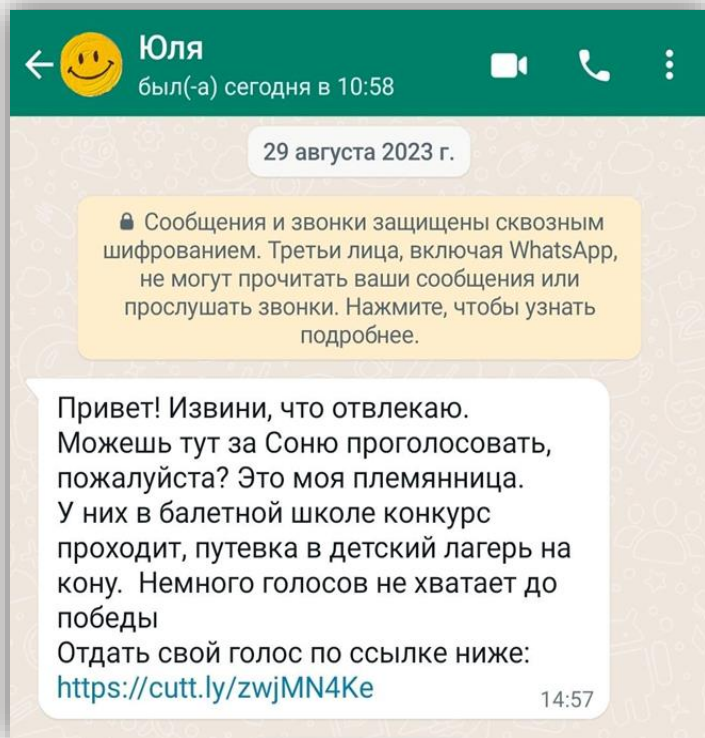 Юля
был(-а) сегодня в 10:58
29 августа 2023 г.
Сообщения и звонки защищены сквозным
шифрованием. Третьи лица, включая WhatsApp,
не могут прочитать ваши сообщения или
прослушать звонки. Нажмите, чтобы узнать
подробнее.
Привет! Извини, что отвлекаю.
Можешь тут за Соню проголосовать,
пожалуйста? Это моя племянница.
У них в балетной школе конкурс
проходит, путевка в детский лагерь на
кону. Немного голосов не хватает до
победы
Отдать свой голос по ссылке ниже:
https://cutt.ly/zwjMN4Ke
14:57